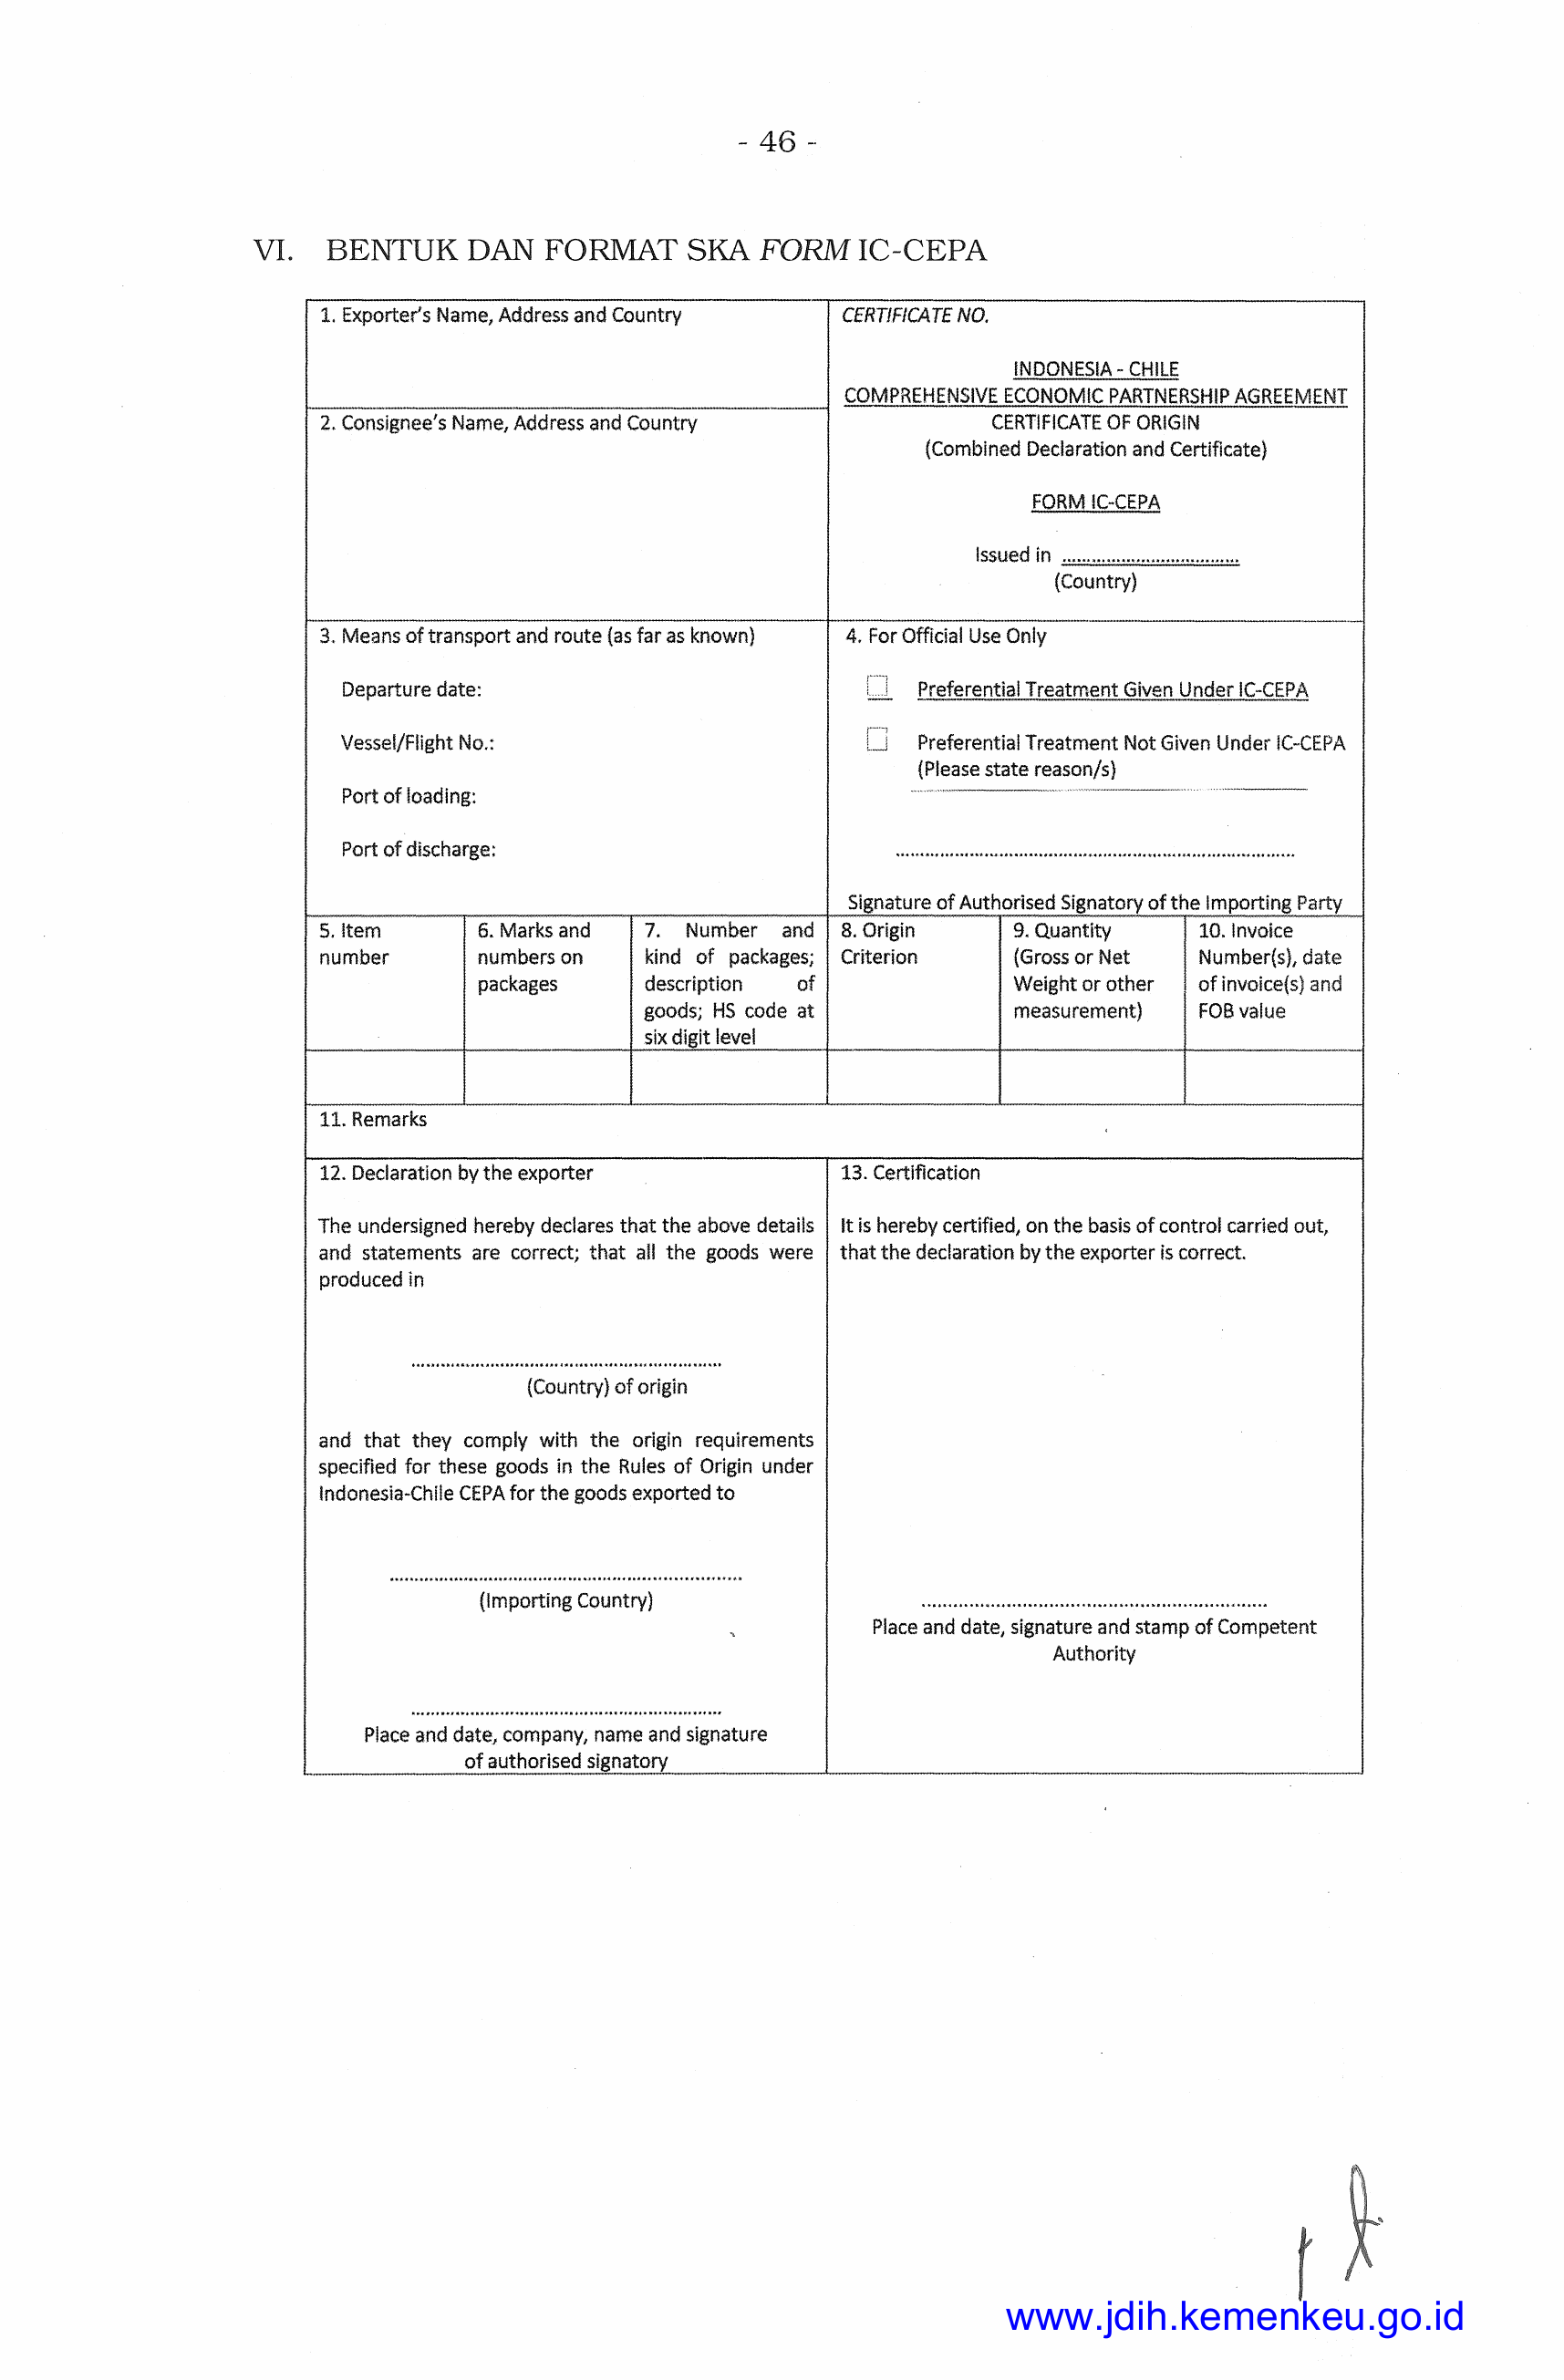 - 46 -
VI. BENTUK DAN FORMAT SKA FORM IC-CEPA
1. Exporter's Name, Address and Country
2. Consignee's Name, Address and Country
CERTIFICATE NO.
INDONESIA - CHILE
COMPREHENSIVE ECONOMIC PARTNERSHIP AGREEMENT
CERTIFICATE OF ORIGIN
(Combined Declaration and Certificate)
FORM IC-CEPA
Issued in ....................................
(Country)
3. Means of transport and route (as far as known)
Departure date:
Vessel/Flight No.:
Port of loading:
Port of discharge:
4. For Official Use Only
Preferential Treatment Given Under IC-CEPA
Preferential Treatment Not Given Under IC-CEPA
(Please state reason/s)
................................................................................
Signature of Authorised Signatory of the Importing Party
5. Item
number
6. Marks and
numbers on
packages
7. Number and
kind of packages;
description of
goods; HS code at
six digit level
8. Origin
Criterion
9. Quantity
(Gross or Net
Weight or other
measurement)
10. Invoice
Number(s), date
of invoice(s) and
FOB value
11. Remarks
12. Declaration by the exporter
The undersigned hereby declares that the above details
and statements are correct; that all the goods were
produced in
..............................................................
(Country) of origin
and that they comply with the origin requirements
specified for these goods in the Rules of Origin under
Indonesia-Chile CEPA for the goods exported to
.......................................................................
(Importing Country)
..............................................................
Place and date, company, name and signature
of authorised signatory
13. Certification
It is hereby certified, on the basis of control carried out,
that the declaration by the exporter is correct.
.....................................................................
Place and date, signature and stamp of Competent
Authority
www.jdih.kemenkeu.go.id